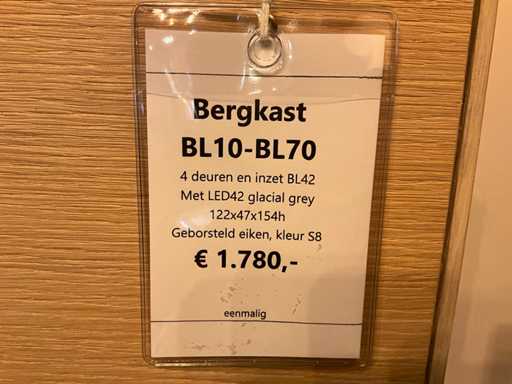 Bergkast
BL10-BL70
4 deuren en inzet BL42
Met LED42 glacial grey
122x47x154h
Geborsteld eiken, kleur S8
€ 1.780,-
eenmalig